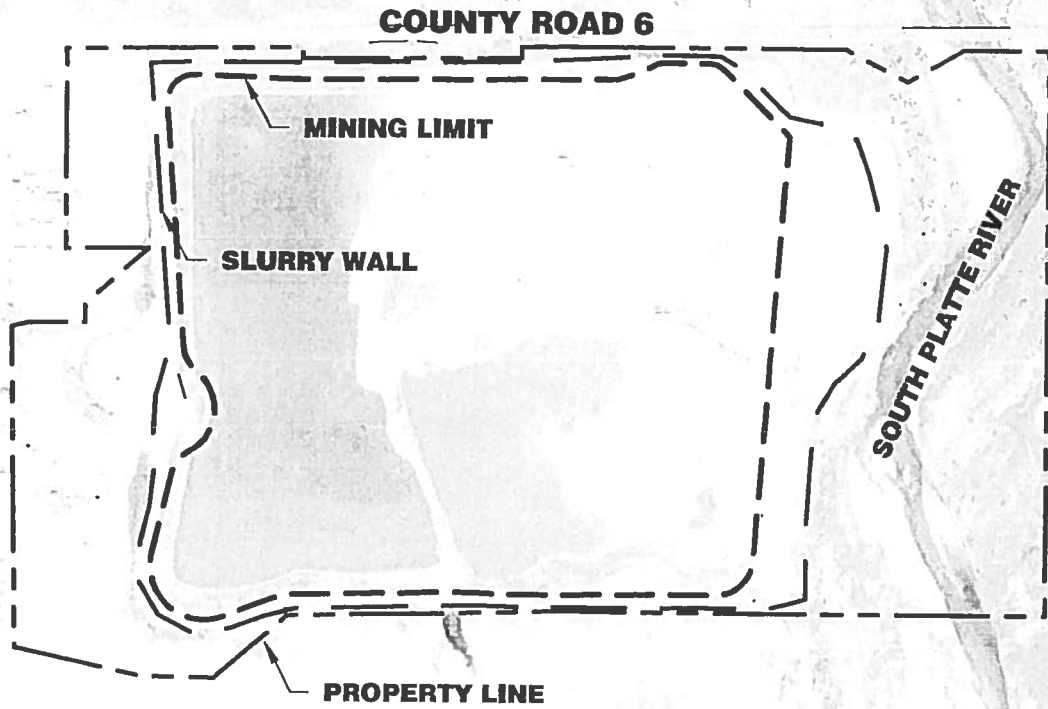 COUNTY ROAD 6
MINING LIMIT
SLURRY WALL
SOUTH PLATTE RIVER
PROPERTY LINE